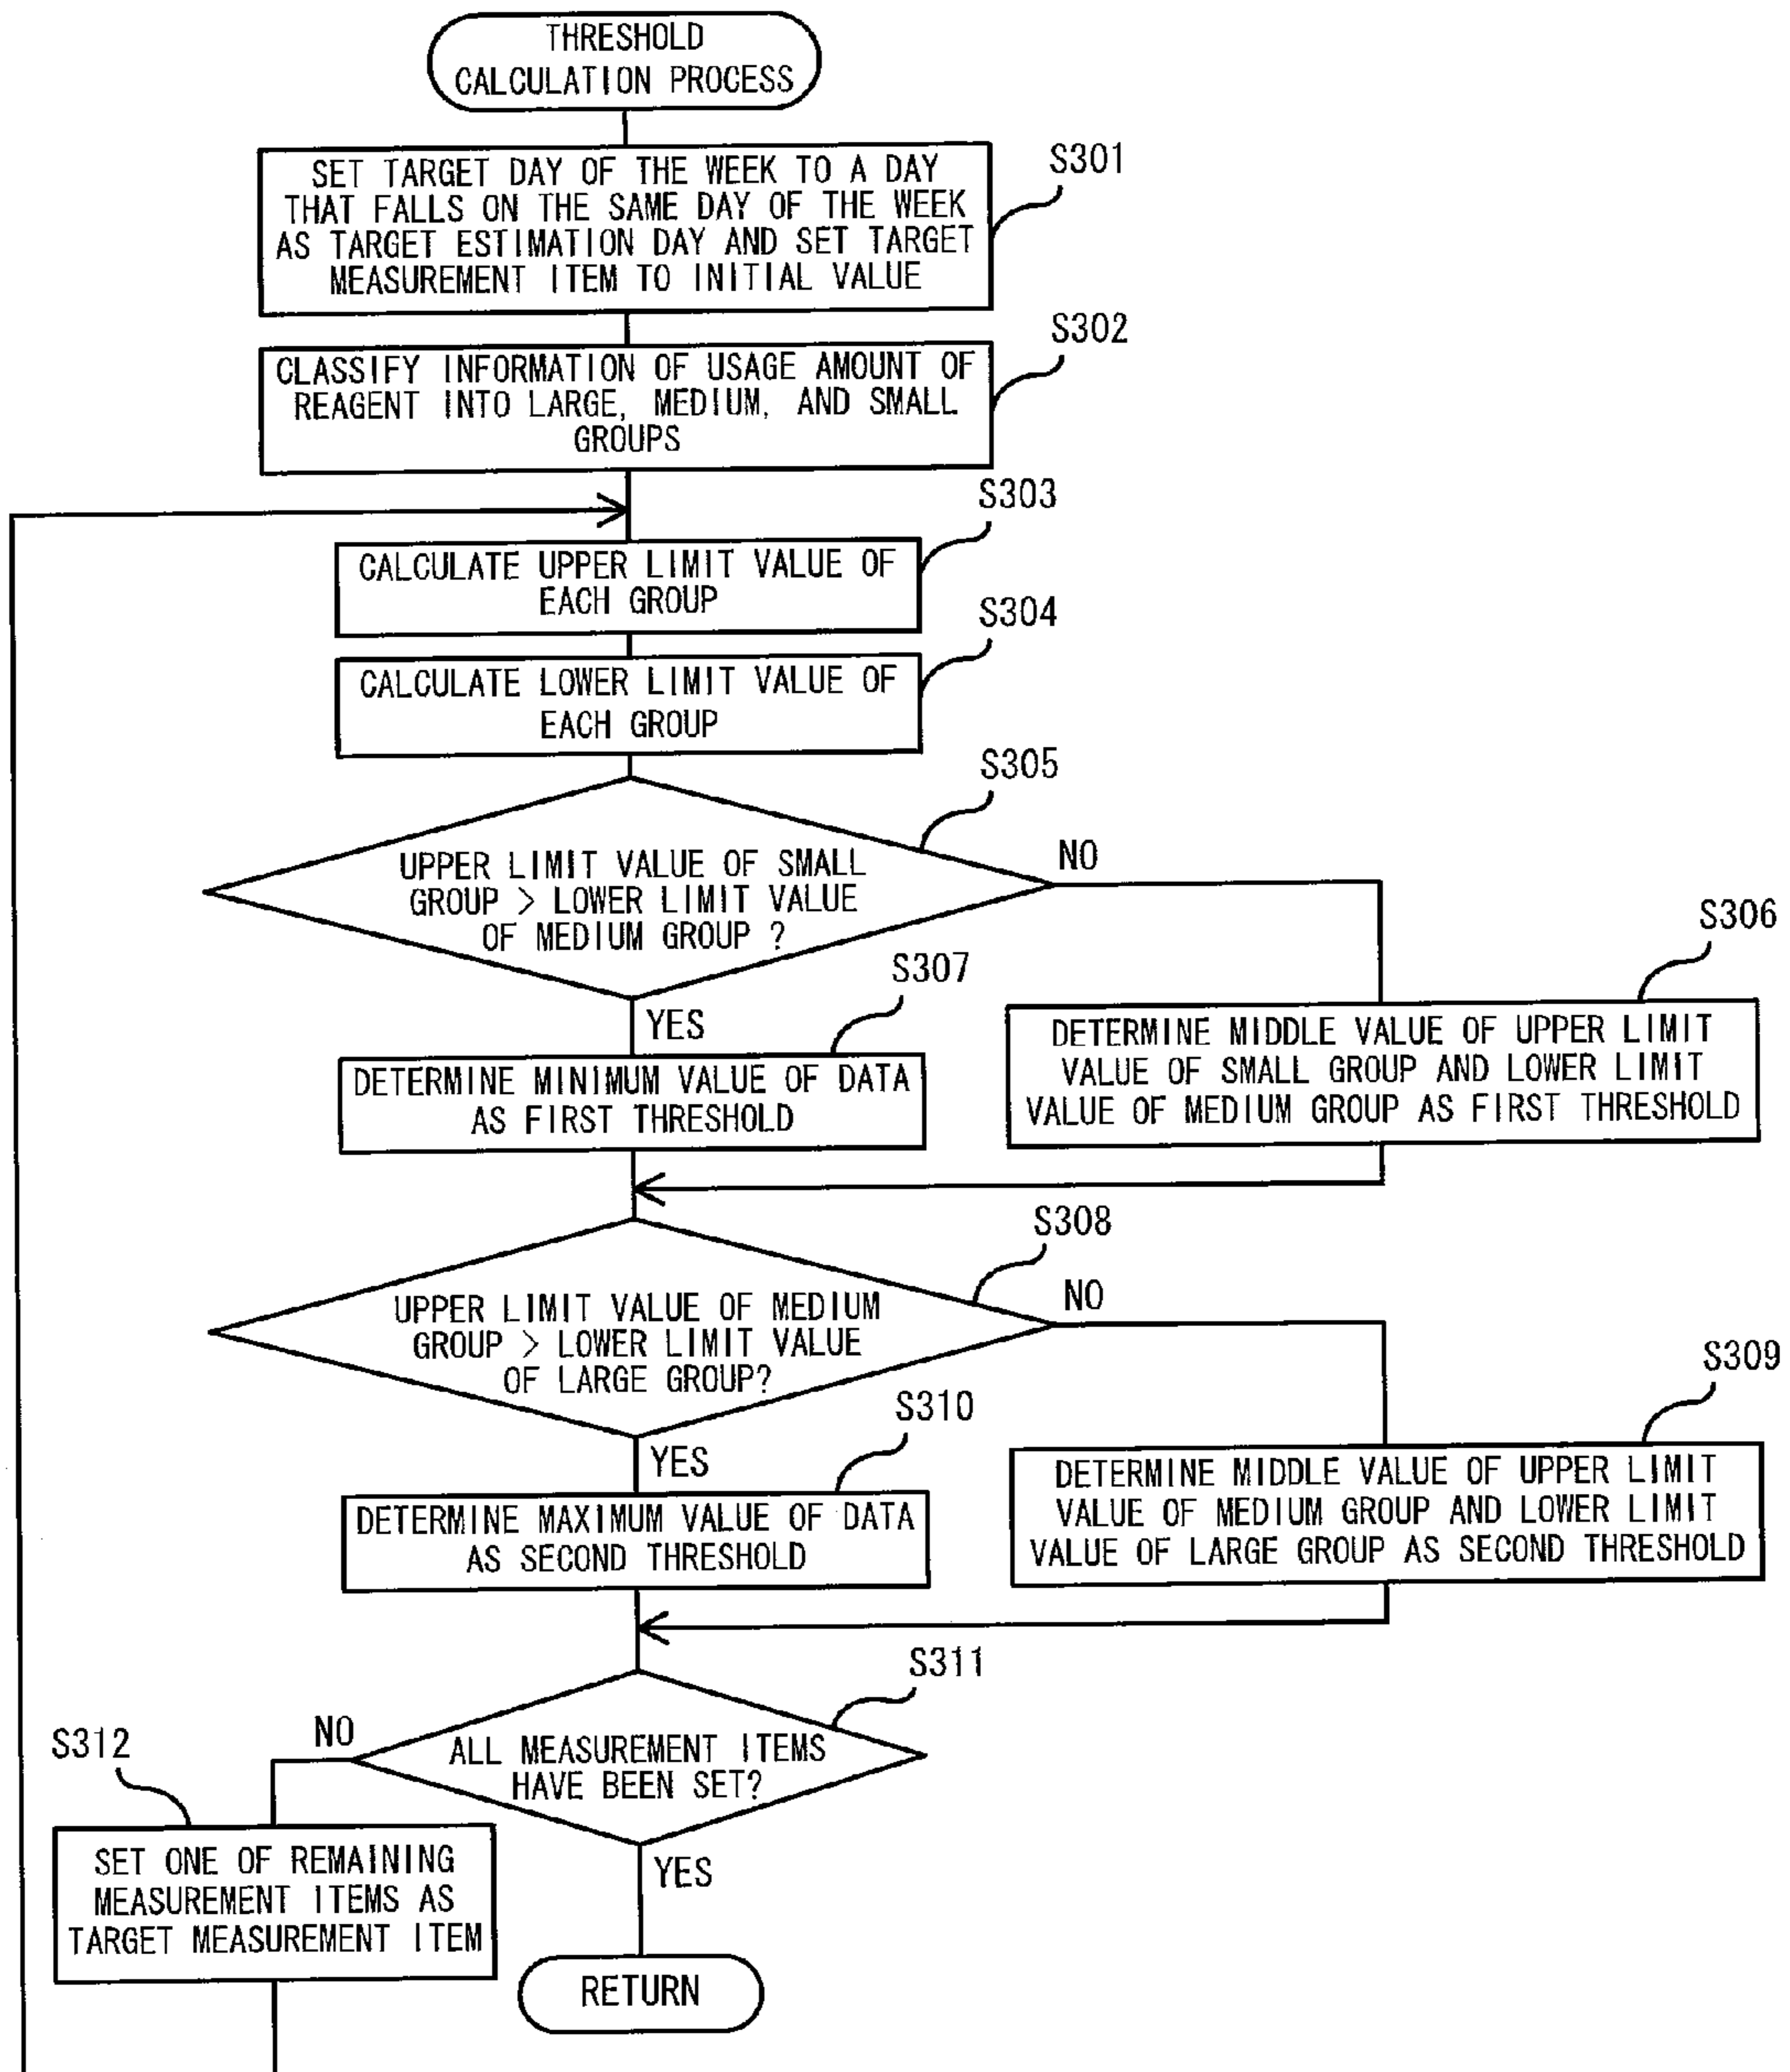 THRESHOLD
CALCULATION PROCESS
S301
SET TARGET DAY OF THE WEEK TO A DAY
THAT FALLS ON THE SAME DAY OF THE WEEK
AS TARGET ESTIMATION DAY AND SET TARGET
MEASUREMENT ITEM TO INITIAL VALUE
S302
CLASSIFY INFORMATION OF USAGE AMOUNT OF
REAGENT INTO LARGE, MEDIUM, AND SMALL
GROUPS
S303
CALCULATE UPPER LIMIT VALUE OF
EACH GROUP
S304
CALCULATE LOWER LIMIT VALUE OF
EACH GROUP
S305
UPPER LIMIT VALUE OF SMALL
GROUP > LOWER LIMIT VALUE
OF MEDIUM GROUP ?
NO
YES
S306
DETERMINE MIDDLE VALUE OF UPPER LIMIT
VALUE OF SMALL GROUP AND LOWER LIMIT
VALUE OF MEDIUM GROUP AS FIRST THRESHOLD
S307
DETERMINE MINIMUM VALUE OF DATA
AS FIRST THRESHOLD
S308
UPPER LIMIT VALUE OF MEDIUM
GROUP > LOWER LIMIT VALUE
OF LARGE GROUP?
NO
YES
S309
DETERMINE MIDDLE VALUE OF UPPER LIMIT
VALUE OF MEDIUM GROUP AND LOWER LIMIT
VALUE OF LARGE GROUP AS SECOND THRESHOLD
S310
DETERMINE MAXIMUM VALUE OF DATA
AS SECOND THRESHOLD
S311
ALL MEASUREMENT ITEMS
HAVE BEEN SET?
NO
YES
S312
SET ONE OF REMAINING
MEASUREMENT ITEMS AS
TARGET MEASUREMENT ITEM
RETURN